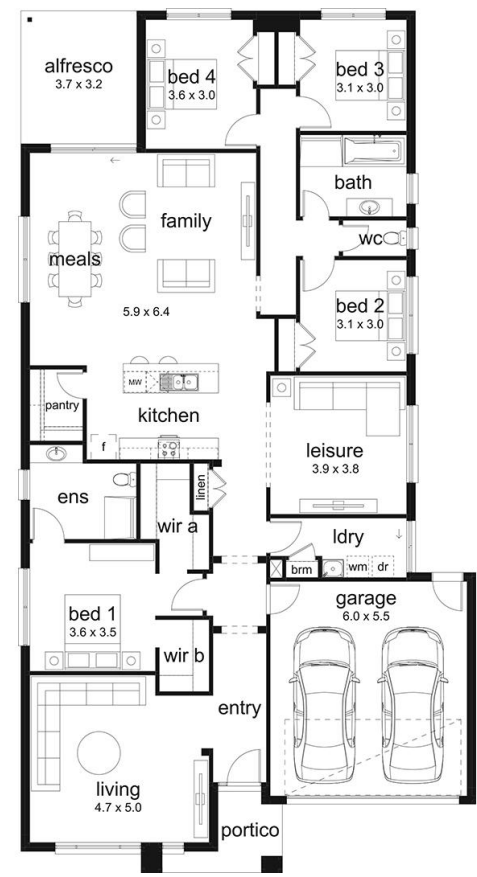 alfresco
3.7 x 3.2
bed 4
3.6 x 3.0
bed 3
3.1 x 3.0
bath
family
wc
meals
5.9 x 6.4
bed 2
3.1 x 3.0
MW
pantry
kitchen
f
leisure
3.9 x 3.8
ens
linen
wir a
ldry
brm
wm
dr
garage
6.0 x 5.5
bed 1
3.6 x 3.5
wir b
entry
living
4.7 x 5.0
portico